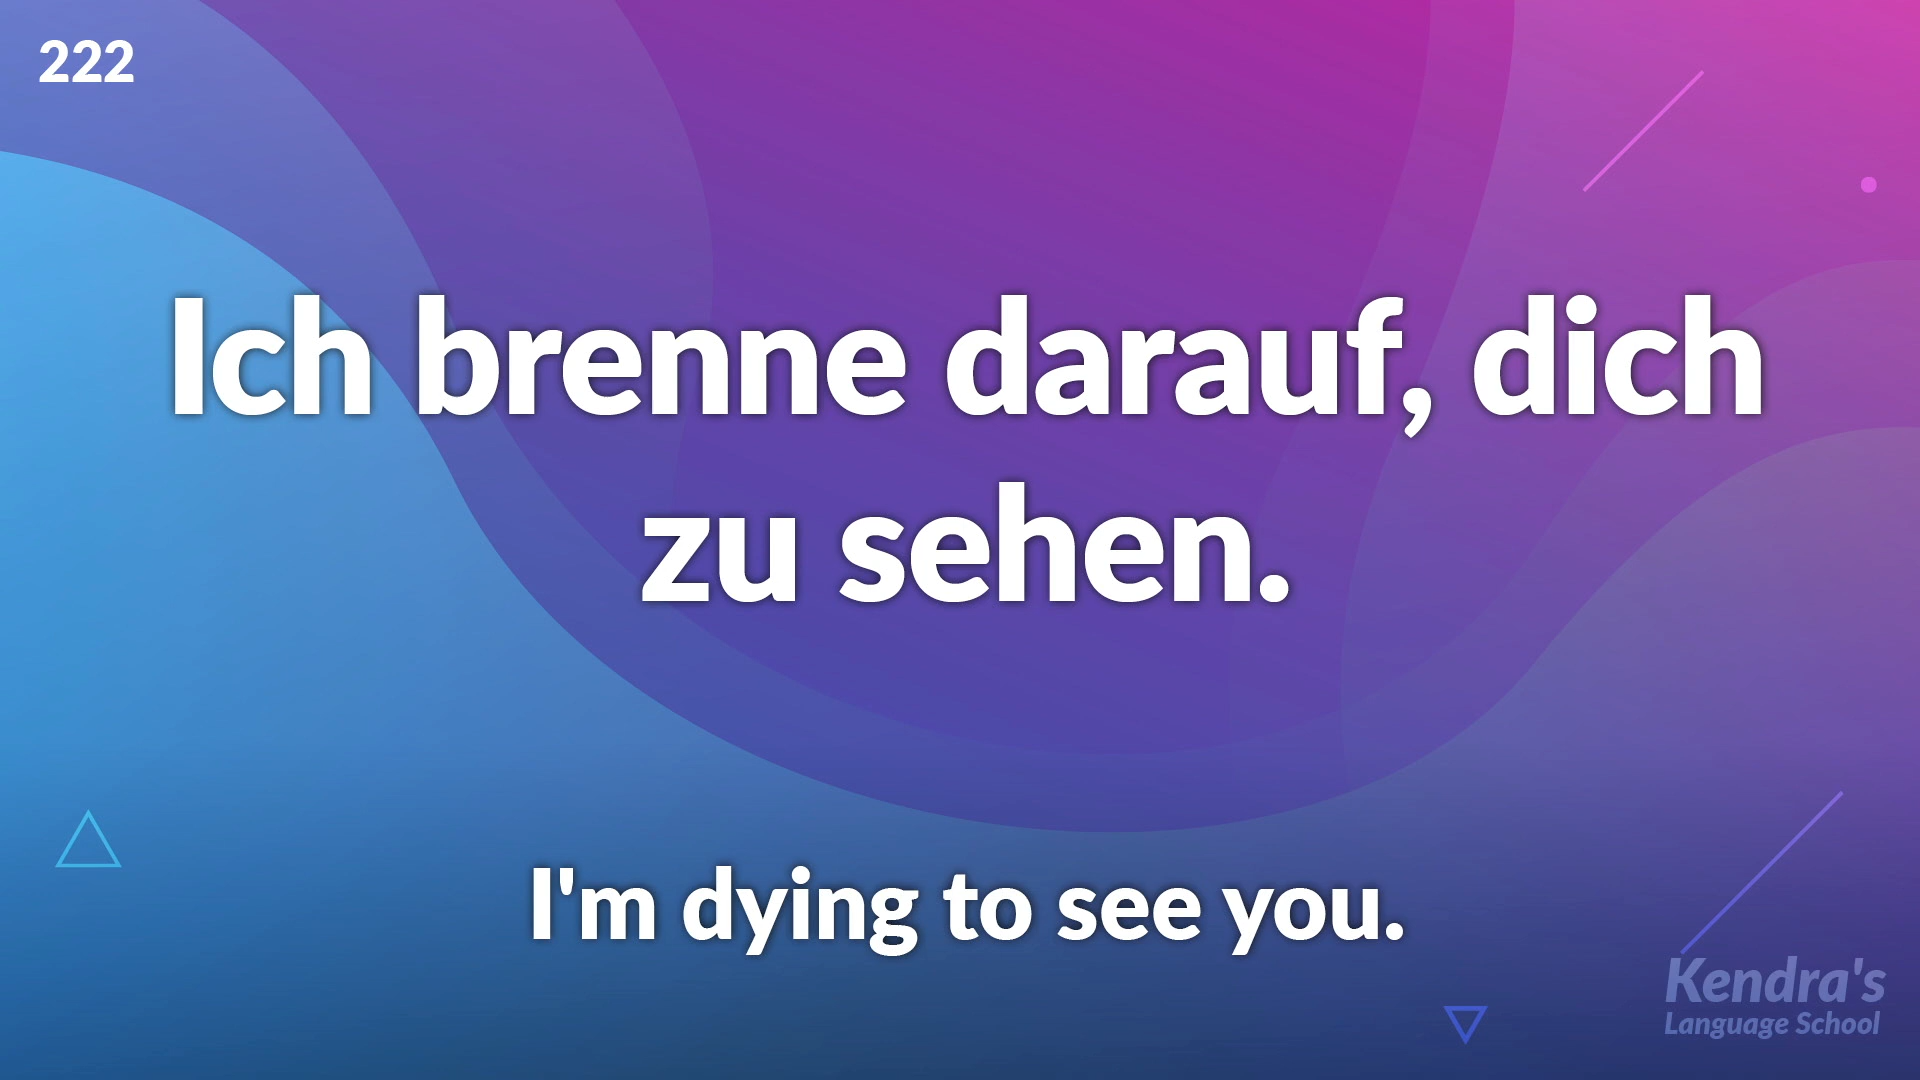 222
Ich brenne darauf, dich
zu sehen.
I'm dying to see you.
Kendra's
Language School